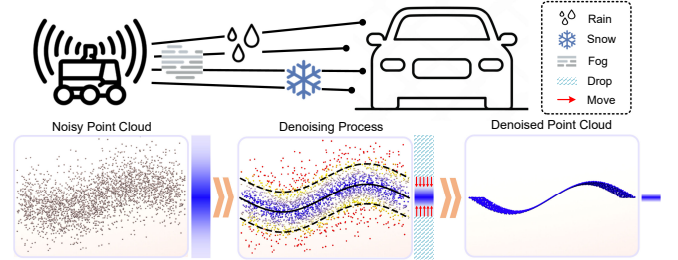 Rain
Snow
Fog
Drop
Move
Noisy Point Cloud
Denoising Process
Denoised Point Cloud